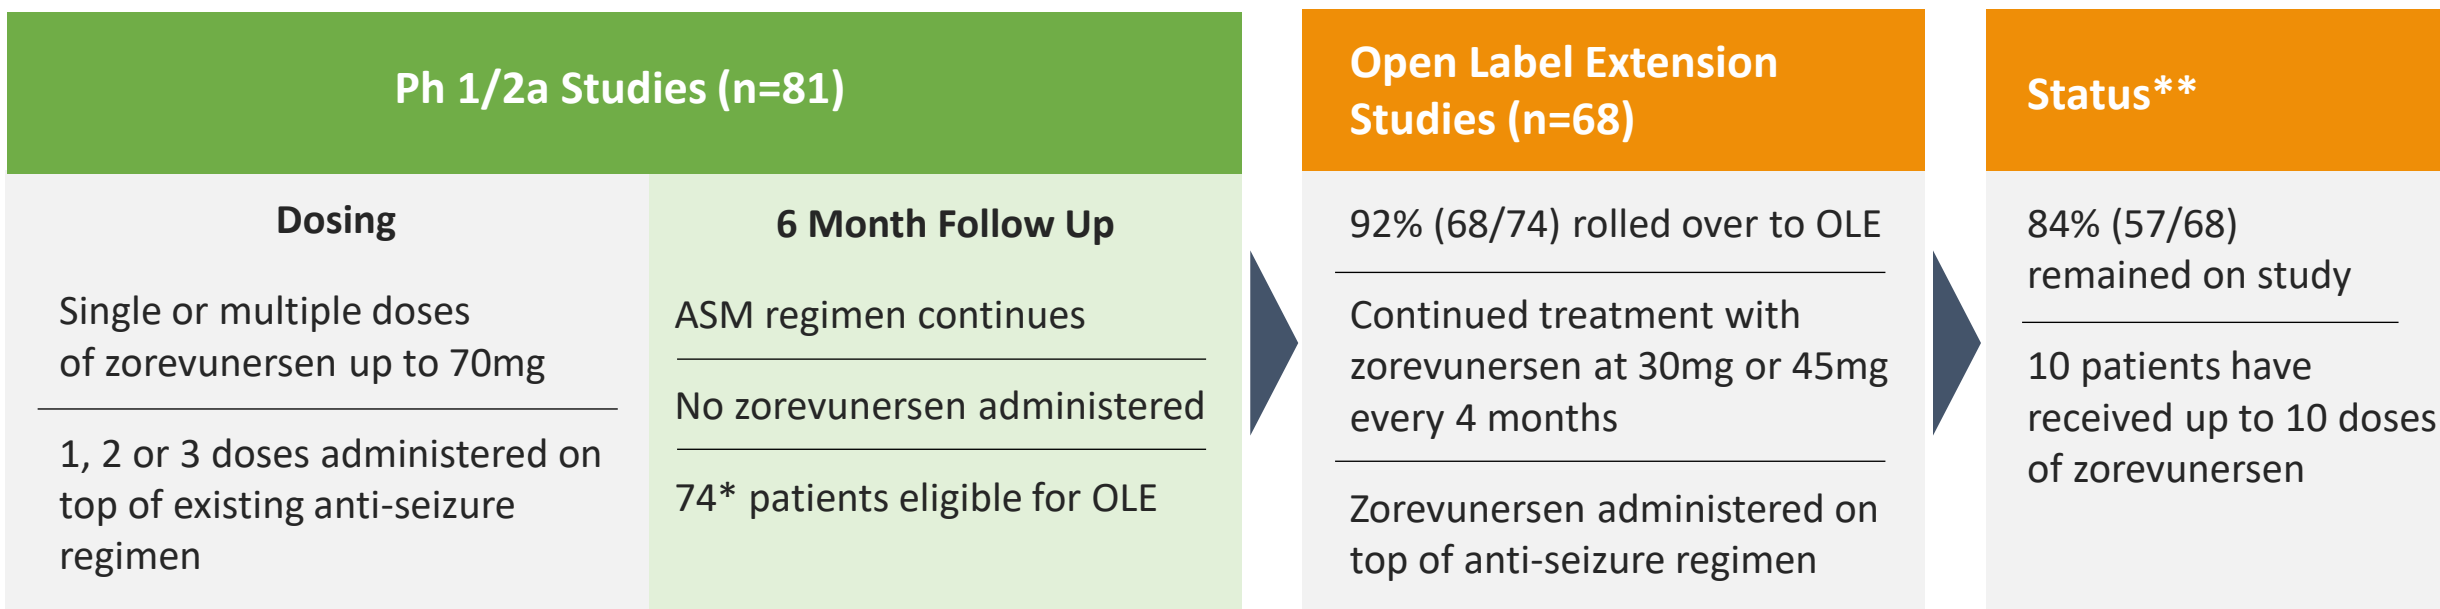 Ph 1/2a Studies (n=81)
Dosing
Single or multiple doses
of zorevunersen up to 70mg
1, 2 or 3 doses administered on
top of existing anti-seizure
regimen
6 Month Follow Up
ASM regimen continues
No zorevunersen administered
74* patients eligible for OLE
Open Label Extension
Studies (n=68)
92% (68/74) rolled over to OLE
Continued treatment with
zorevunersen at 30mg or 45mg
every 4 months
Zorevunersen administered on
top of anti-seizure regimen
Status**
84% (57/68)
remained on study
10 patients have
received up to 10 doses
of zorevunersen